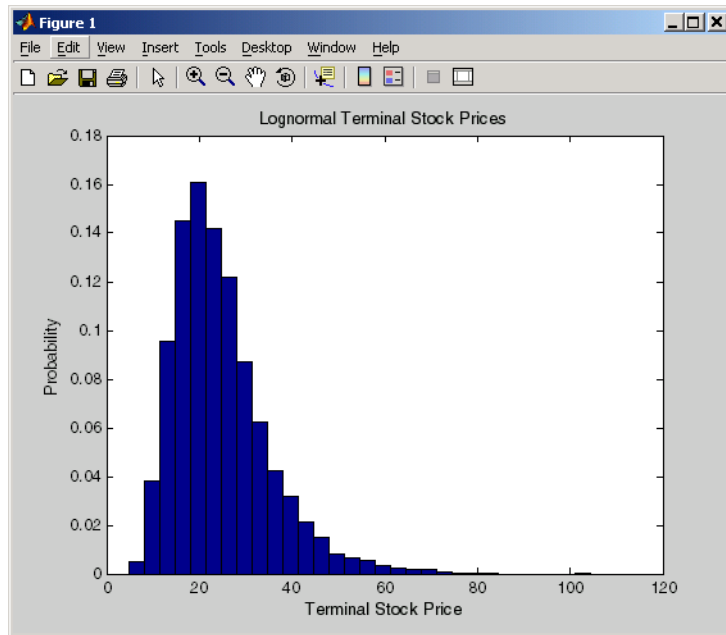 Figure 1
File Edit View Insert Tools Desktop Window Help
Lognormal Terminal Stock Prices
0.18
0.16
0.14
0.12
0.1
0.08
0.06
0.04
0.02
0
Probability
0 20 40 60 80 100 120
Terminal Stock Price